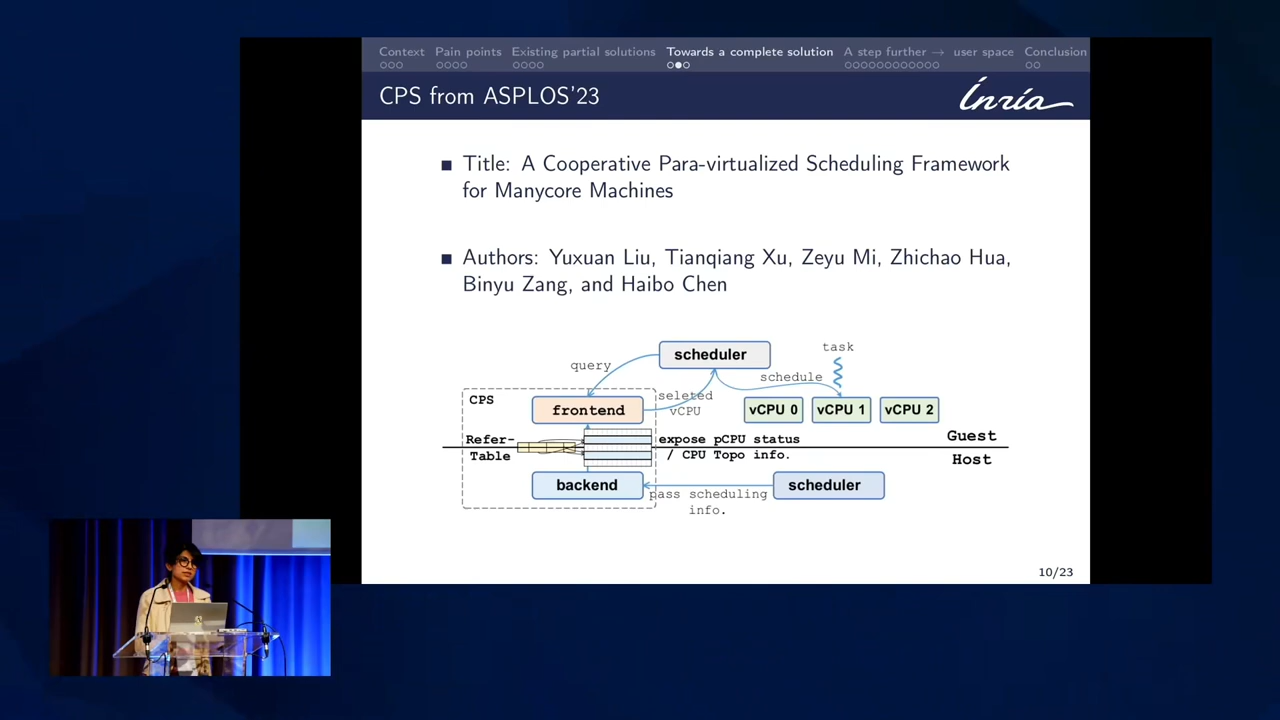 Context Pain points Existing partial solutions Towards a complete solution A step further → user space Conclusion
CPS from ASPLOS'23
Inria
■ Title: A Cooperative Para-virtualized Scheduling Framework
for Manycore Machines
■ Authors: Yuxuan Liu, Tianqiang Xu, Zeyu Mi, Zhichao Hua,
Binyu Zang, and Haibo Chen
scheduler
task
query
schedule
CPS
seleted
vCPU
frontend
vCPU 0
vCPU 1
vCPU 2
Refer-
Table
expose pCPU status
/ CPU Topo info.
Guest
Host
backend
scheduler
pass scheduling
info.
10/23